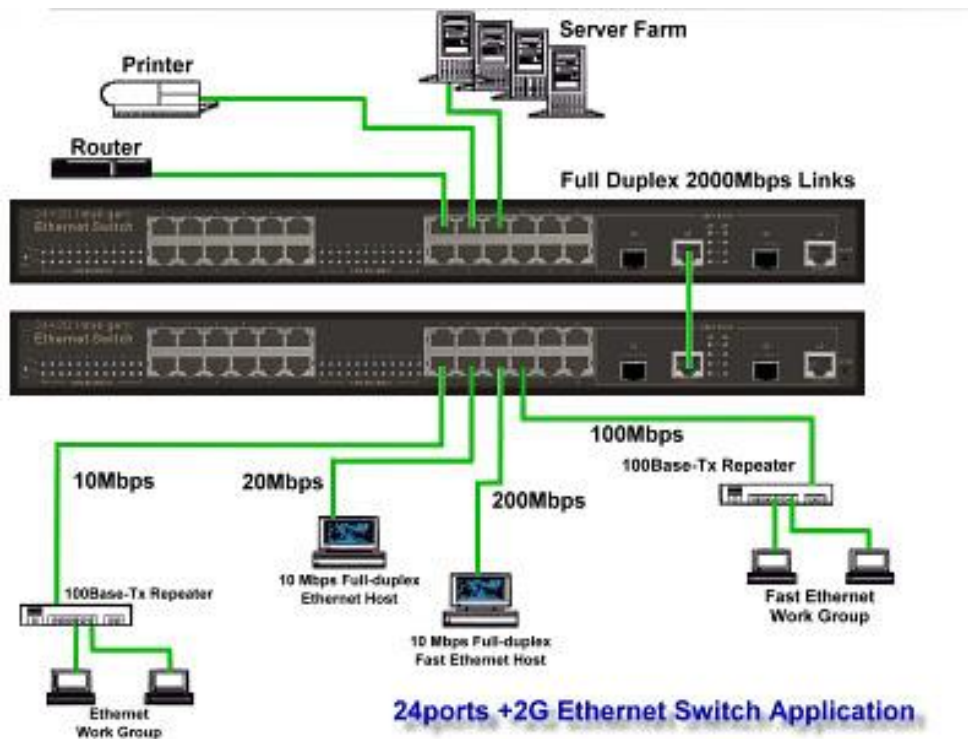 Server Farm
Printer
Router
Full Duplex 2000Mbps Links
Ethernet Switch
Ethernet Switch
100Mbps
10Mbps
20Mbps
200Mbps
100Base-Tx Repeater
10 Mbps Full-duplex
Ethernet Host
100Base-Tx Repeater
Fast Ethernet
Work Group
10 Mbps Full-duplex
Fast Ethernet Host
Ethernet
Work Group
24ports +2G Ethernet Switch Application